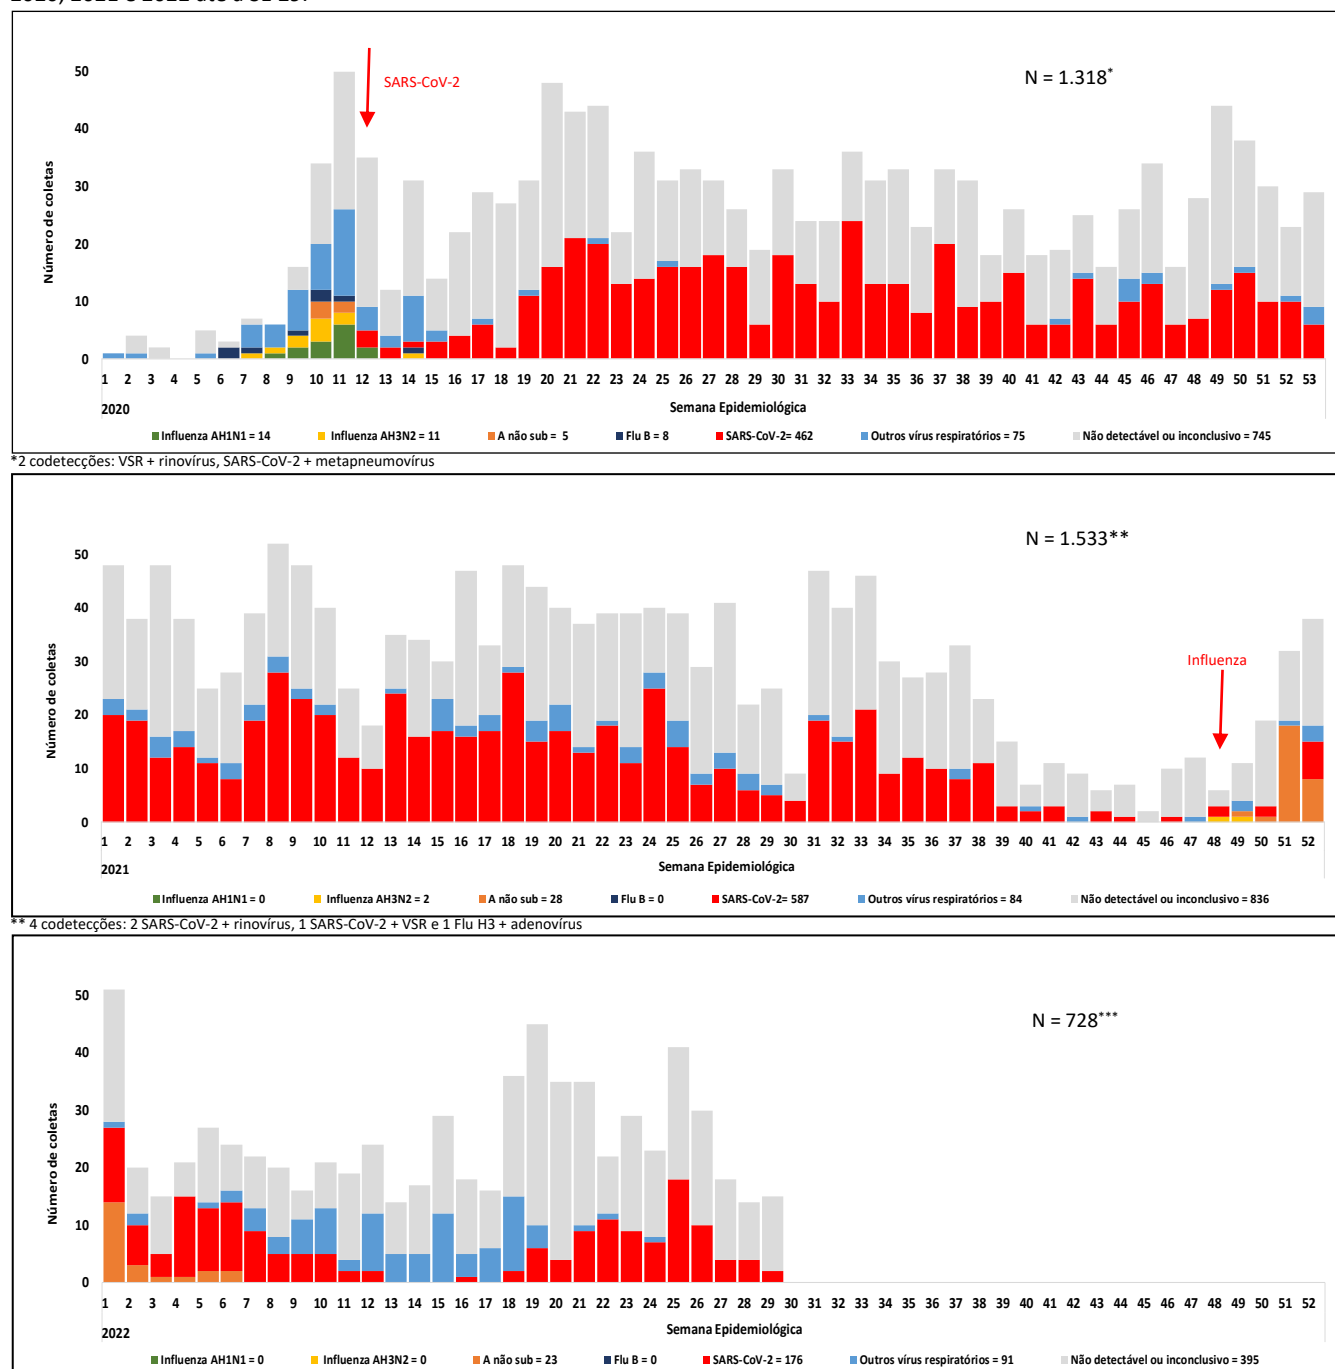 50
N = 1.318*
SARS-CoV-2
40
30
20
10
0
Número de coletas
1 2 3 4 5 6 7 8 9 10 11 12 13 14 15 16 17 18 19 20 21 22 23 24 25 26 27 28 29 30 31 32 33 34 35 36 37 38 39 40 41 42 43 44 45 46 47 48 49 50 51 52 53
2020 Semana Epidemiológica
Influenza AH1N1 = 14 Influenza AH3N2 = 11 A não sub = 5 Flu B = 8 SARS-CoV-2= 462 Outros vírus respiratórios = 75 Não detectável ou inconclusivo = 745
*2 codetecções: VSR + rinovírus, SARS-CoV-2 + metapneumovírus
N = 1.533**
50
40
30
Influenza
20
10
0
Número de coletas
1 2 3 4 5 6 7 8 9 10 11 12 13 14 15 16 17 18 19 20 21 22 23 24 25 26 27 28 29 30 31 32 33 34 35 36 37 38 39 40 41 42 43 44 45 46 47 48 49 50 51 52
2021 Semana Epidemiológica
Influenza AH1N1 = 0 Influenza AH3N2 = 2 A não sub = 28 Flu B = 0 SARS-CoV-2= 587 Outros vírus respiratórios = 84 Não detectável ou inconclusivo = 836
** 4 codetecções: 2 SARS-CoV-2 + rinovírus, 1 SARS-CoV-2 + VSR e 1 Flu H3 + adenovírus
50
N = 728***
40
30
20
10
0
Número de coletas
1 2 3 4 5 6 7 8 9 10 11 12 13 14 15 16 17 18 19 20 21 22 23 24 25 26 27 28 29 30 31 32 33 34 35 36 37 38 39 40 41 42 43 44 45 46 47 48 49 50 51 52
2022 Semana Epidemiológica
Influenza AH1N1 = 0 Influenza AH3N2 = 0 A não sub = 23 Flu B = 0 SARS-CoV-2 = 176 Outros vírus respiratórios = 91 Não detectável ou inconclusivo = 395